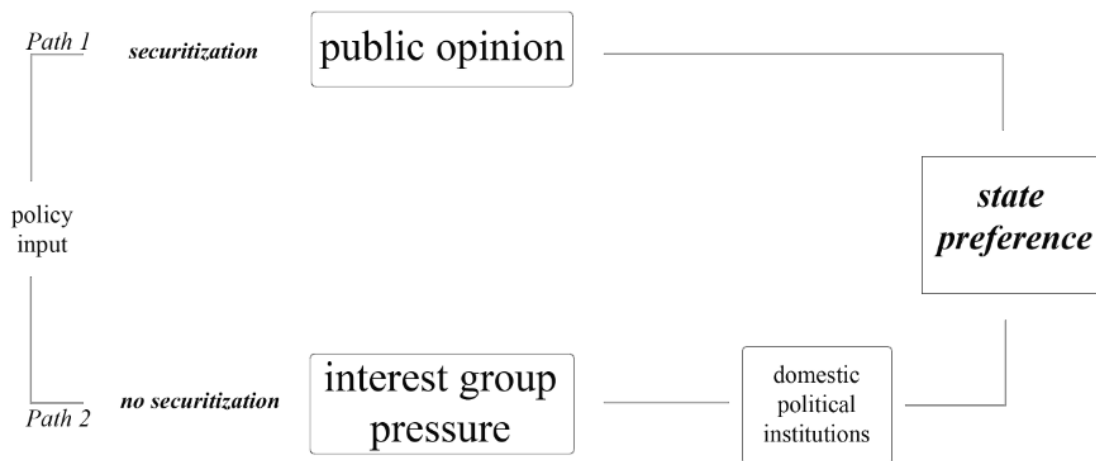 Path 1
securitization
public opinion
policy
input
state
preference
Path 2
no securitization
interest group
pressure
domestic
political
institutions